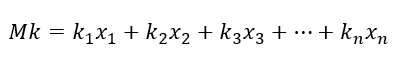 Mk = k₁x₁ + k₂x₂ + k₃x₃ + ⋯ + kₙxₙ